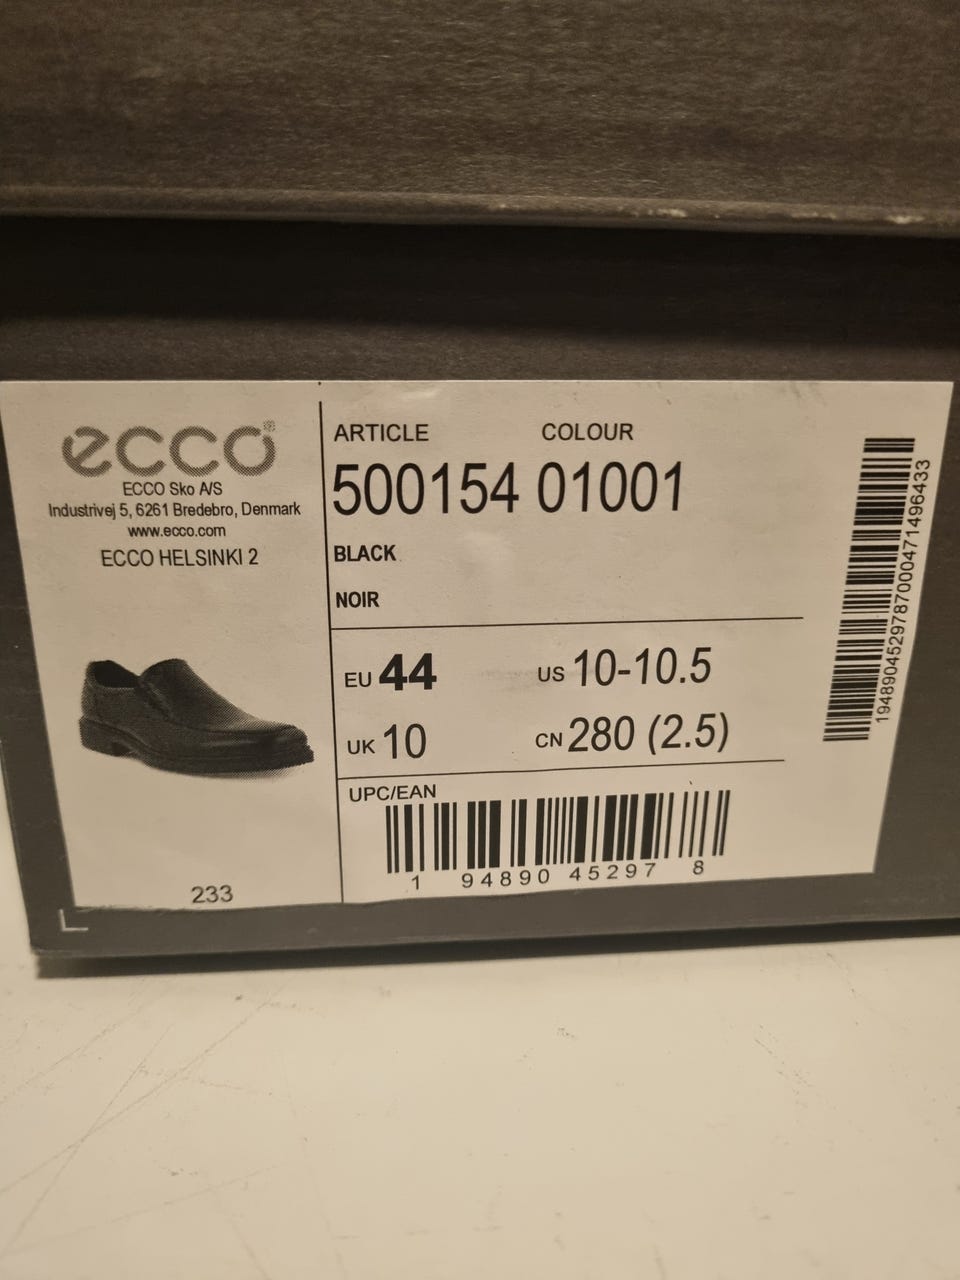 ecco®
ECCO Sko A/S
Industrivej 5, 6261 Bredebro, Denmark
www.ecco.com
ECCO HELSINKI 2
233
ARTICLE COLOUR
500154 01001
BLACK
NOIR
EU 44 US 10-10.5
UK 10 CN 280 (2.5)
UPC/EAN
1 94890 45297 8
19489045297870004714964​33